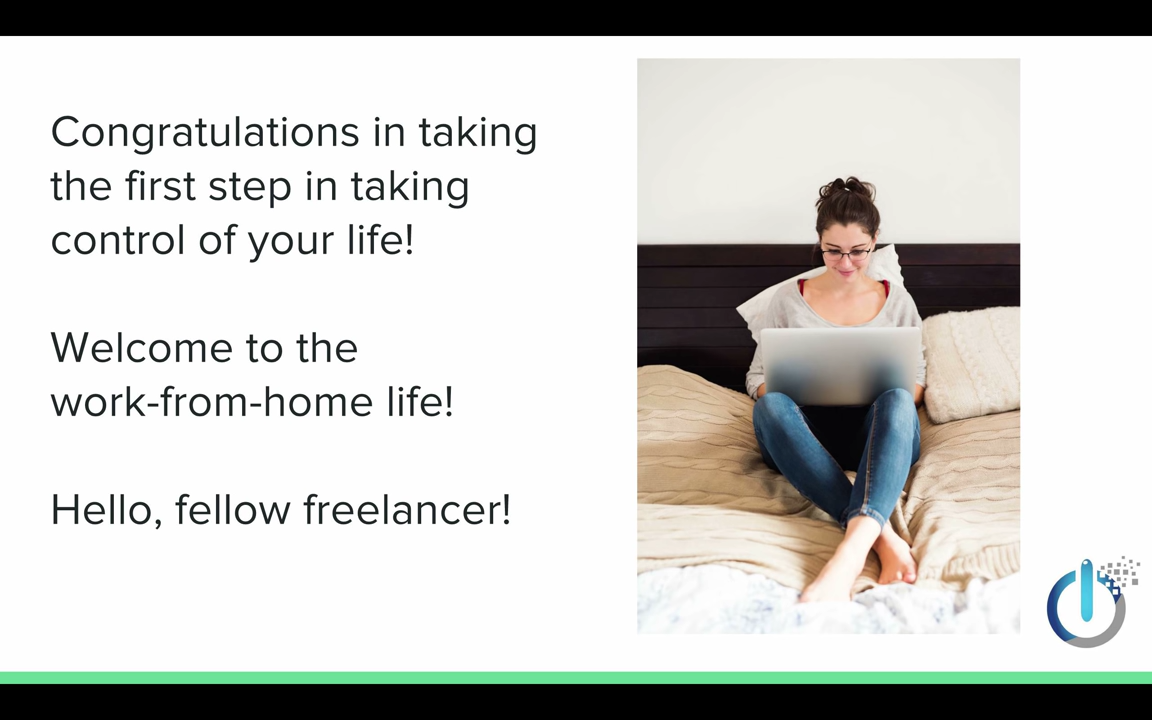 Congratulations in taking
the first step in taking
control of your life!
Welcome to the
work-from-home life!
Hello, fellow freelancer!